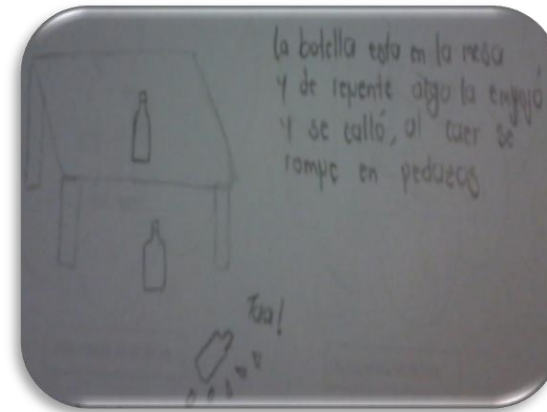 la botella esta en la mesa
y de repente algo la empujó
y se calló, al caer se
rompe en pedazos
Taa!